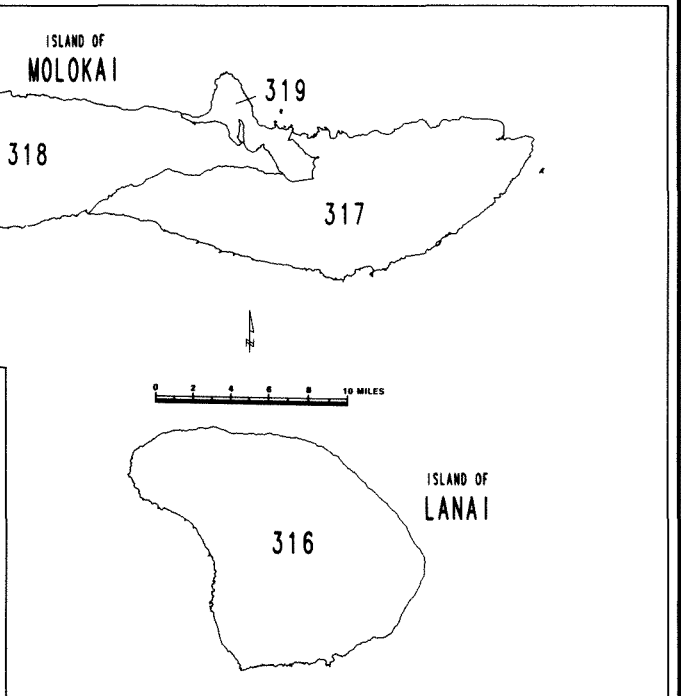 ISLAND OF
MOLOKAI
319
318
317
N
0 2 4 6 8 10 MILES
ISLAND OF
LANAI
316